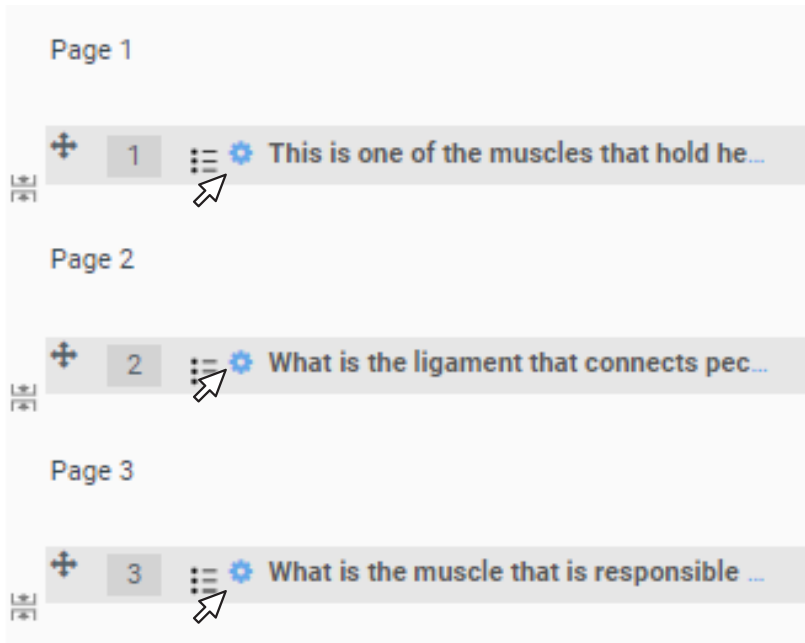 Page 1
1 This is one of the muscles that hold he...
Page 2
2 What is the ligament that connects pec...
Page 3
3 What is the muscle that is responsible ...